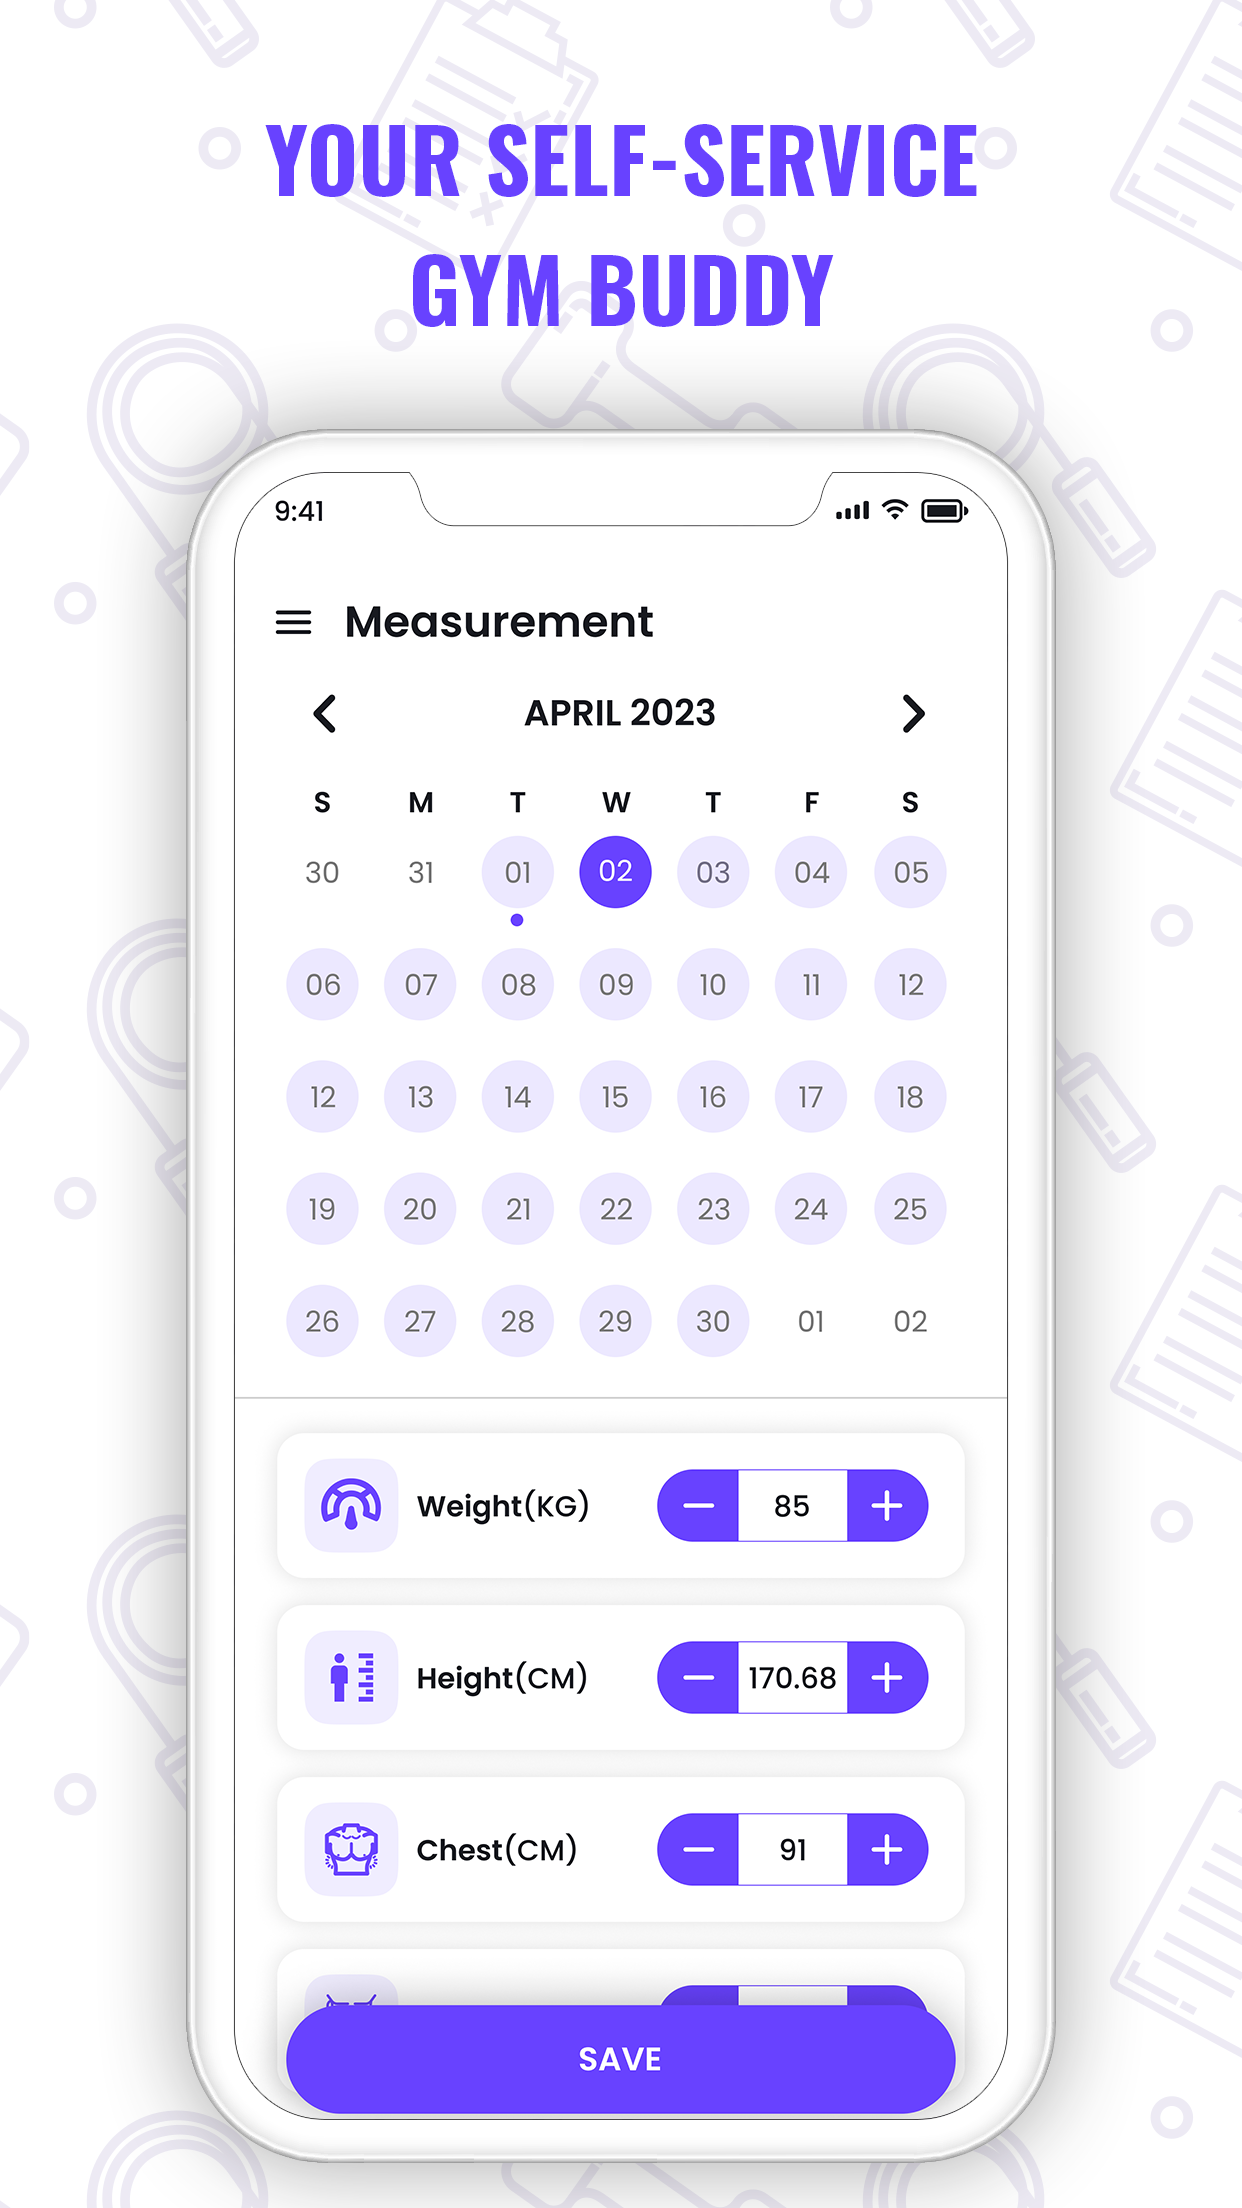 YOUR SELF-SERVICE
GYM BUDDY
9:41
Measurement
APRIL 2023
S M T W T F S
30 31 01 02 03 04 05
06 07 08 09 10 11 12
12 13 14 15 16 17 18
19 20 21 22 23 24 25
26 27 28 29 30 01 02
Weight(KG) 85
Height(CM) 170.68
Chest(CM) 91
SAVE